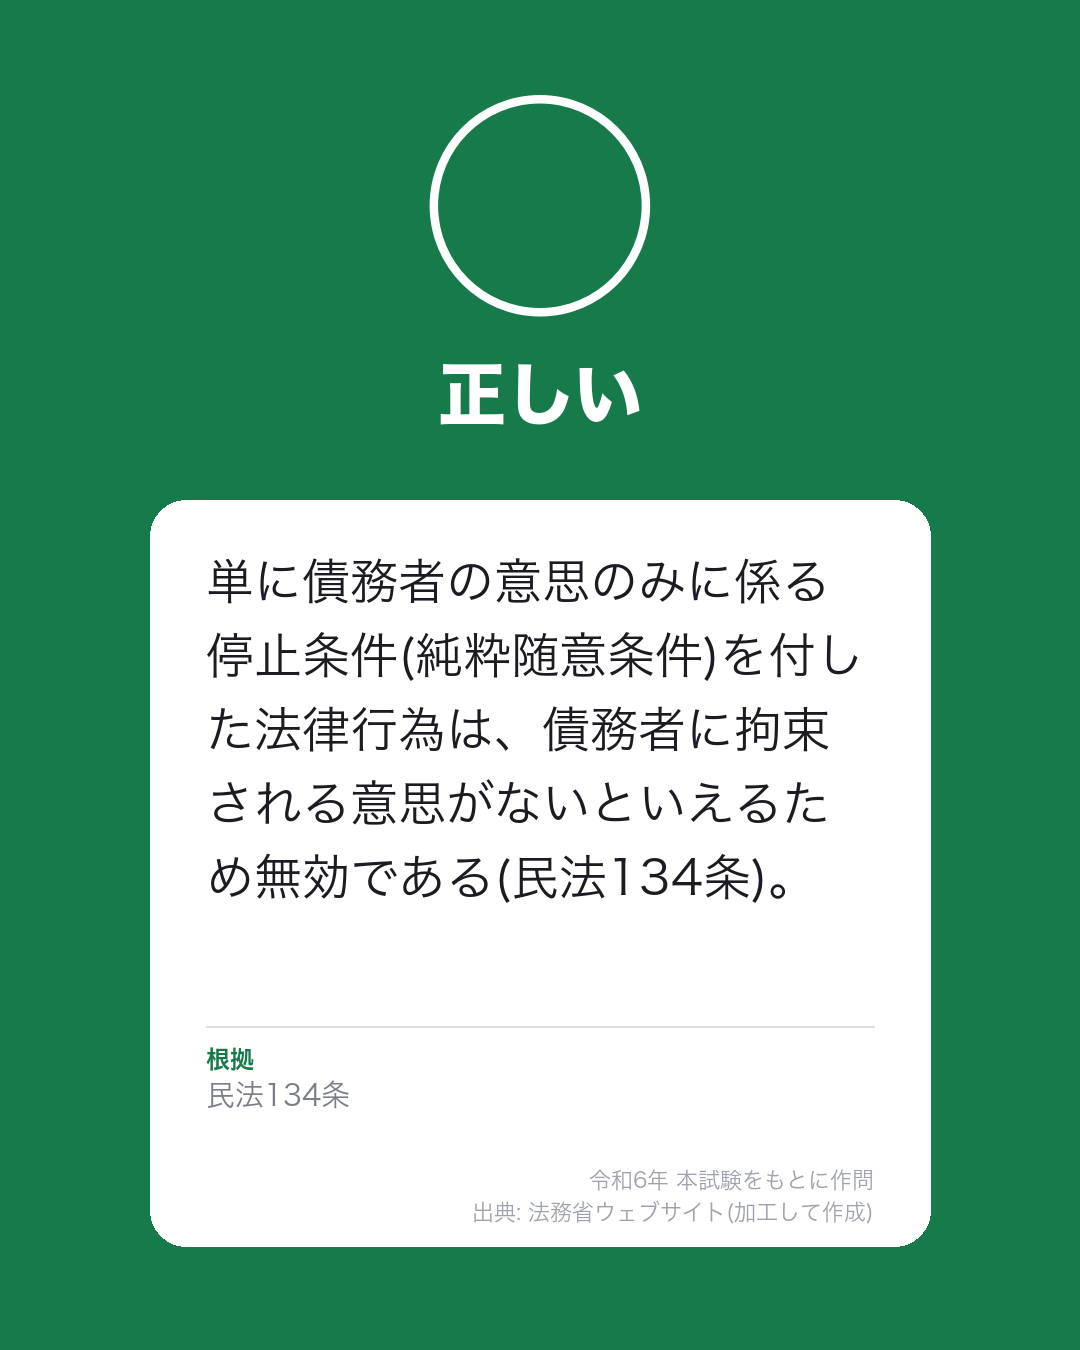 正しい
単に債務者の意思のみに係る
停止条件(純粋随意条件)を付し
た法律行為は、債務者に拘束
される意思がないといえるた
め無効である(民法134条)。
根拠
民法134条
令和6年 本試験をもとに作問
出典: 法務省ウェブサイト(加工して作成)